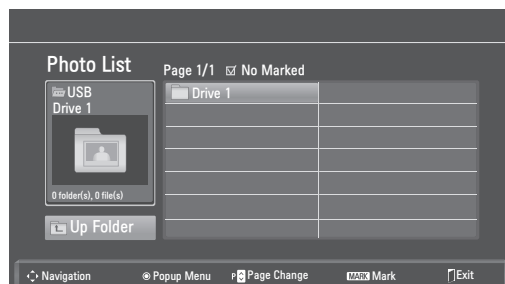 Photo List
Page 1/1 ☑ No Marked
USB
Drive 1
Drive 1
0 folder(s), 0 file(s)
Up Folder
Navigation
Popup Menu
P Page Change
MARK Mark
Exit